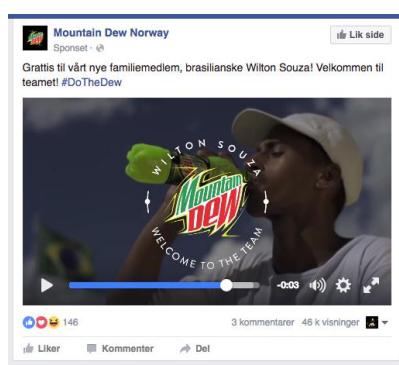 Mountain Dew Norway
Sponset ·
Lik side
Grattis til vårt nye familiemedlem, brasilianske Wilton Souza! Velkommen til
teamet! #DoTheDew
WILTON SOUZA
Mountain
DEW
WELCOME TO THE TEAM
-0:03
146
3 kommentarer 46 k visninger
Liker Kommenter Del